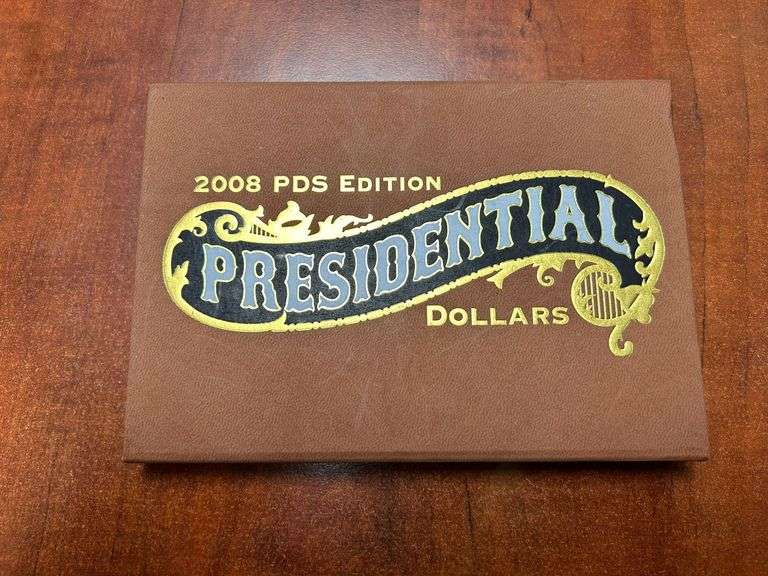 2008 PDS EDITION
PRESIDENTIAL
DOLLARS